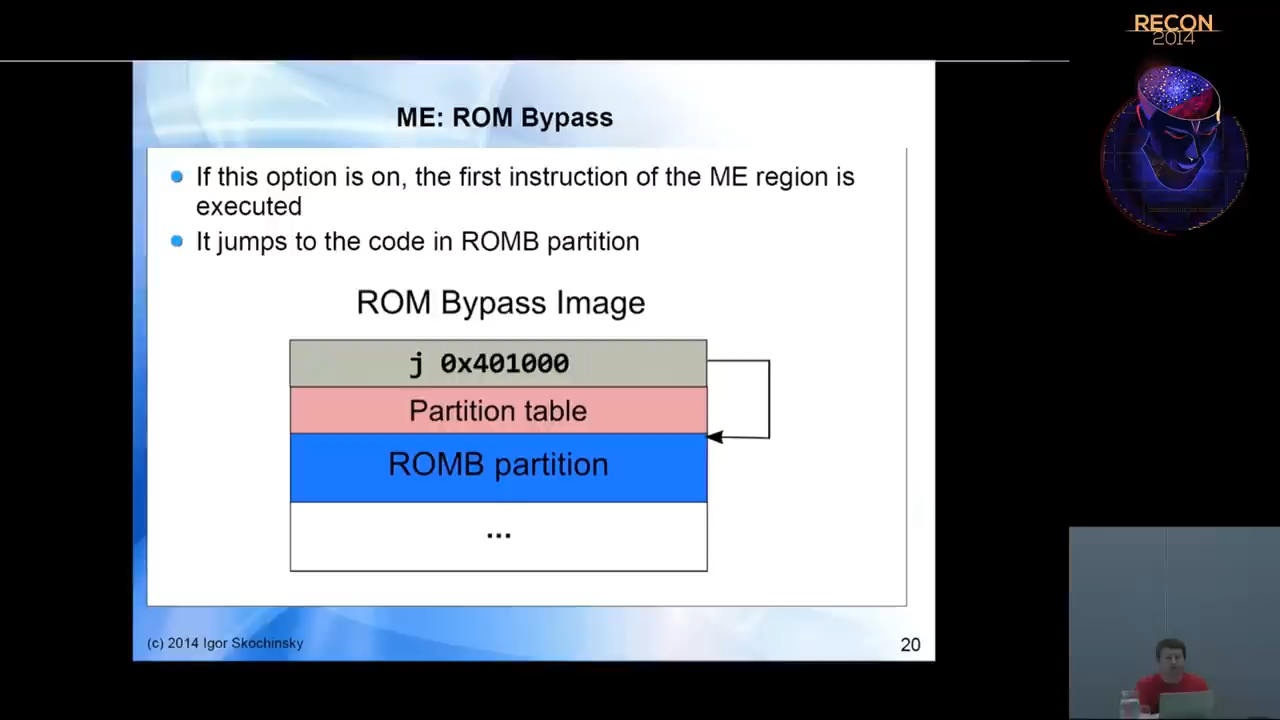 RECON
2014
ME: ROM Bypass
If this option is on, the first instruction of the ME region is
executed
It jumps to the code in ROMB partition
ROM Bypass Image
j 0x401000
Partition table
ROMB partition
...
(c) 2014 Igor Skochinsky
20